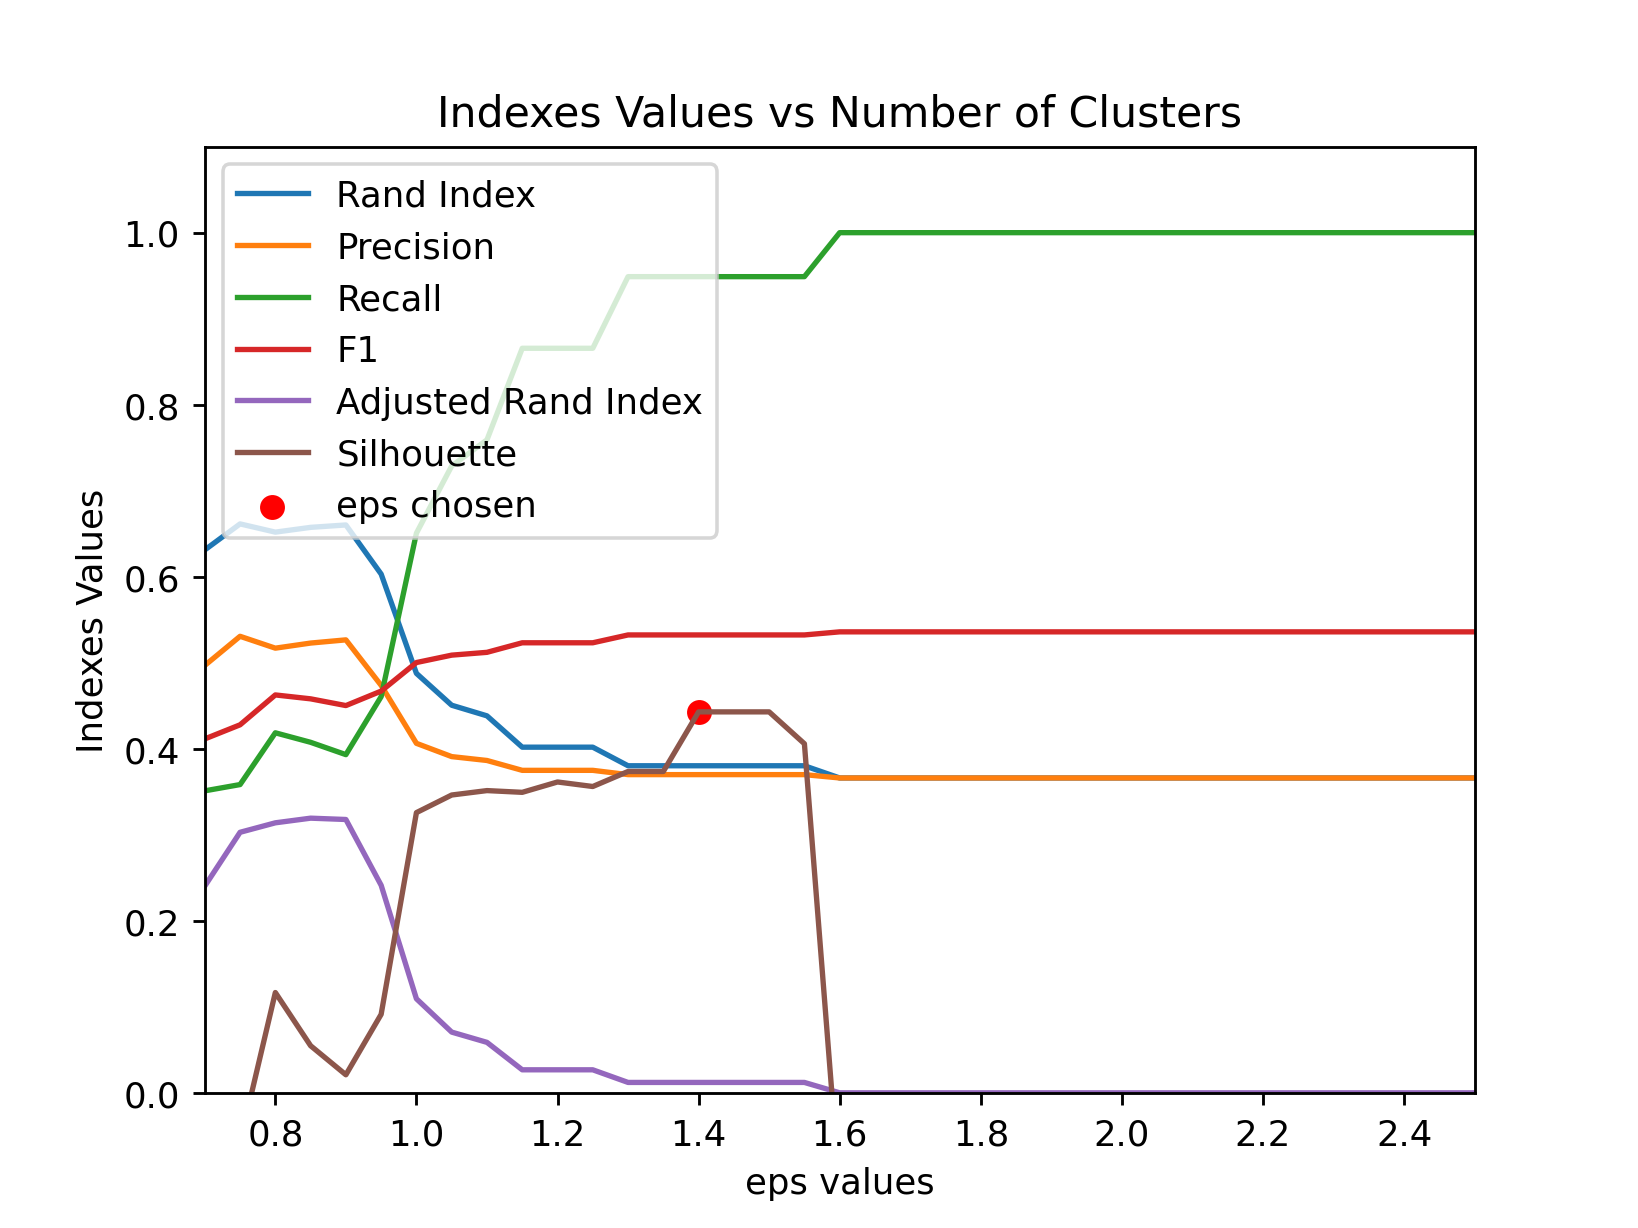 Indexes Values vs Number of Clusters
Rand Index
Precision
Recall
F1
Adjusted Rand Index
Silhouette
eps chosen
Indexes Values
1.0
0.8
0.6
0.4
0.2
0.0
0.8 1.0 1.2 1.4 1.6 1.8 2.0 2.2 2.4
eps values